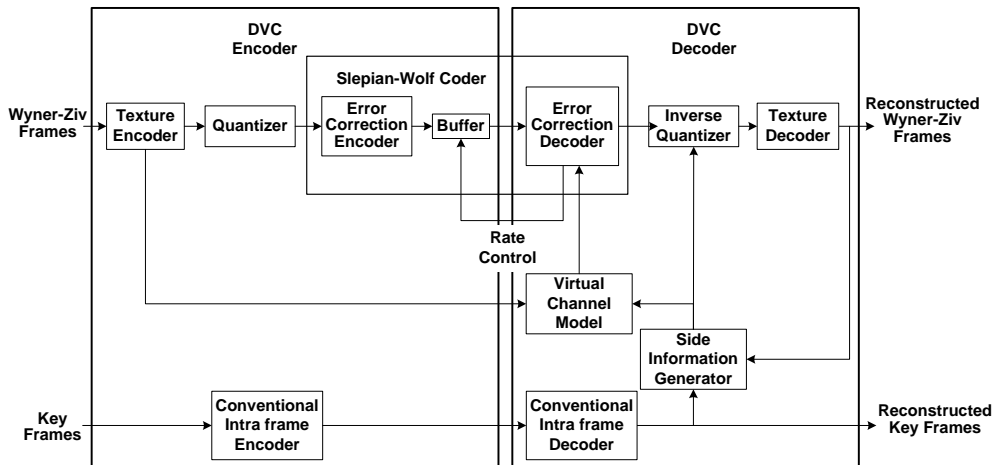 DVC
Encoder
DVC
Decoder
Slepian-Wolf Coder
Wyner-Ziv
Frames
Texture
Encoder
Quantizer
Error
Correction
Encoder
Buffer
Error
Correction
Decoder
Inverse
Quantizer
Texture
Decoder
Reconstructed
Wyner-Ziv
Frames
Rate
Control
Virtual
Channel
Model
Side
Information
Generator
Key
Frames
Conventional
Intra frame
Encoder
Conventional
Intra frame
Decoder
Reconstructed
Key Frames